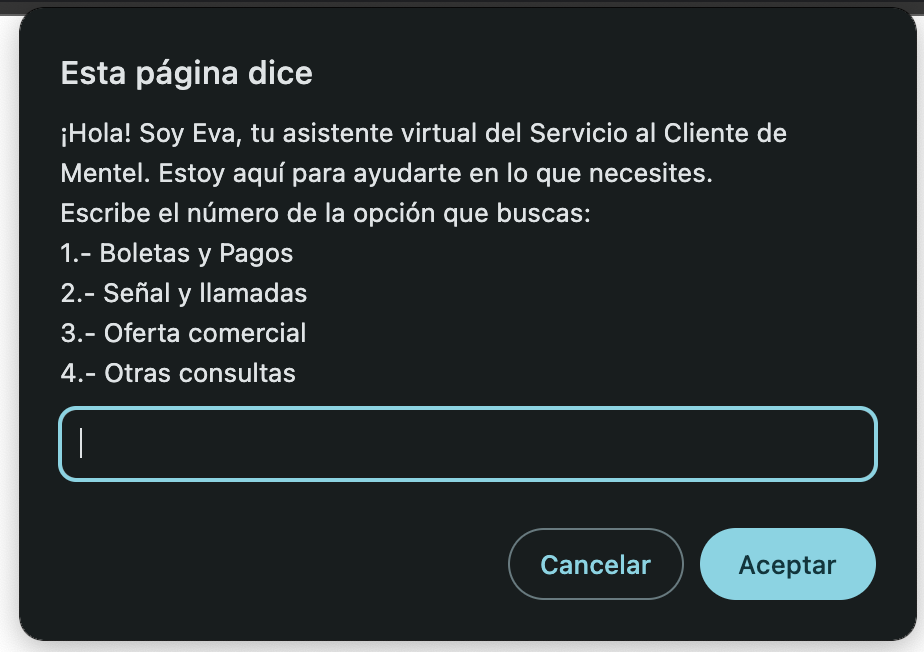 Esta página dice
¡Hola! Soy Eva, tu asistente virtual del Servicio al Cliente de
Mentel. Estoy aquí para ayudarte en lo que necesites.
Escribe el número de la opción que buscas:
1.- Boletas y Pagos
2.- Señal y llamadas
3.- Oferta comercial
4.- Otras consultas
Cancelar
Aceptar